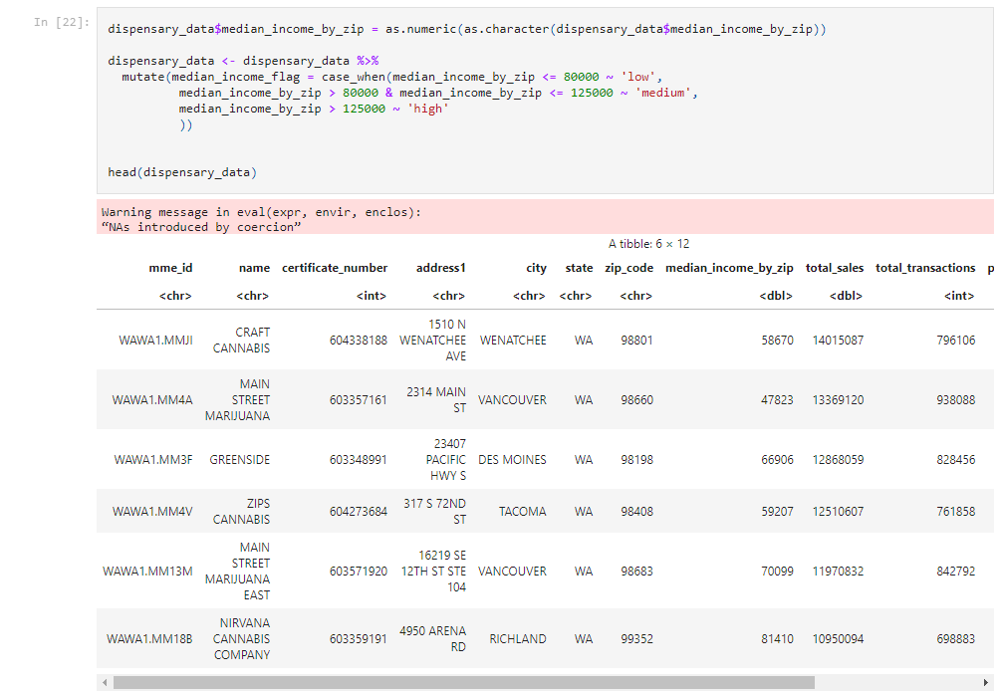 In [22]:
dispensary_data$median_income_by_zip = as.numeric(as.character(dispensary_data$median_income_by_zip))
dispensary_data <- dispensary_data %>%
mutate(median_income_flag = case_when(median_income_by_zip <= 80000 ~ 'low',
median_income_by_zip > 80000 & median_income_by_zip <= 125000 ~ 'medium',
median_income_by_zip > 125000 ~ 'high'
))
head(dispensary_data)
Warning message in eval(expr, envir, enclos):
“NAs introduced by coercion”
A tibble: 6 × 12
mme_id name certificate_number address1 city state zip_code median_income_by_zip total_sales total_transactions p
<chr> <chr> <int> <chr> <chr> <chr> <chr> <dbl> <dbl> <int>
WAWA1.MMJI CRAFT CANNABIS 604338188 1510 N WENATCHEE AVE WENATCHEE WA 98801 58670 14015087 796106
WAWA1.MM4A MAIN STREET MARIJUANA 603357161 2314 MAIN ST VANCOUVER WA 98660 47823 13369120 938088
WAWA1.MM3F GREENSIDE 603348991 23407 PACIFIC HWY S DES MOINES WA 98198 66906 12868059 828456
WAWA1.MM4V ZIPS CANNABIS 604273684 317 S 72ND ST TACOMA WA 98408 59207 12510607 761858
WAWA1.MM13M MAIN STREET MARIJUANA EAST 603571920 16219 SE 12TH ST STE 104 VANCOUVER WA 98683 70099 11970832 842792
WAWA1.MM18B NIRVANA CANNABIS COMPANY 603359191 4950 ARENA RD RICHLAND WA 99352 81410 10950094 698883